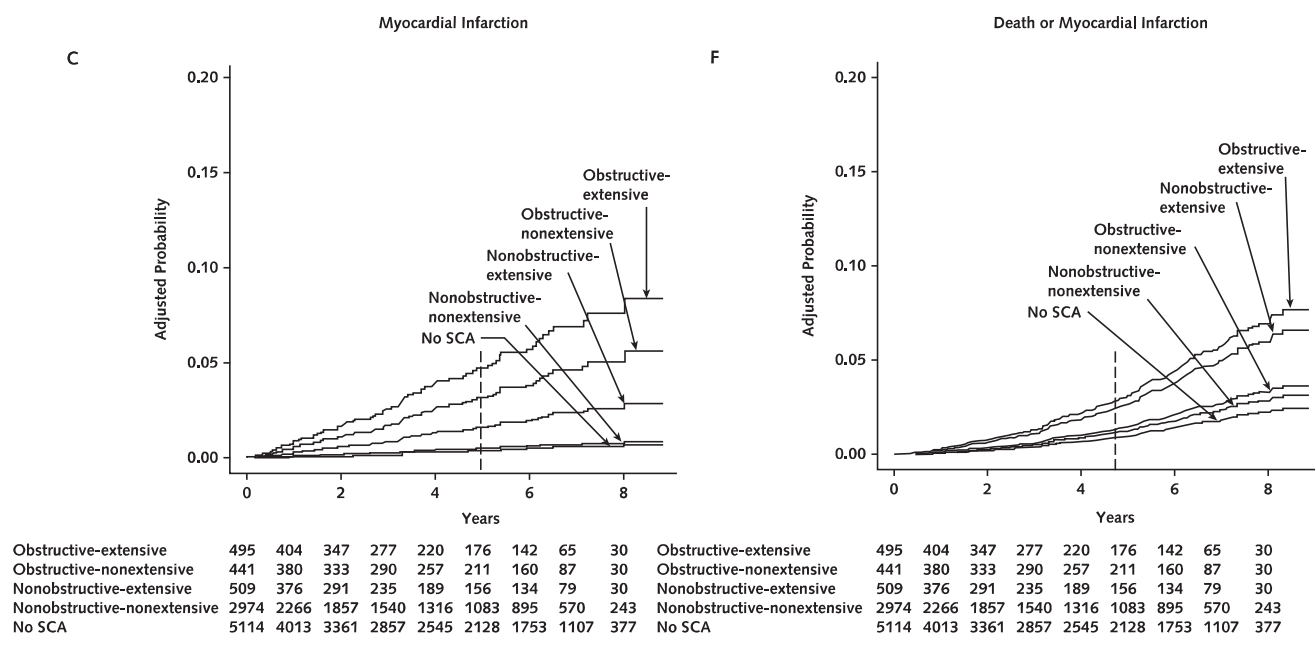 Myocardial Infarction
C
0.20
0.15
0.10
0.05
0.00
Adjusted Probability
Obstructive-
extensive
Obstructive-
nonextensive
Nonobstructive-
extensive
Nonobstructive-
nonextensive
No SCA
0 2 4 6 8
Years
Obstructive-extensive 495 404 347 277 220 176 142 65 30
Obstructive-nonextensive 441 380 333 290 257 211 160 87 30
Nonobstructive-extensive 509 376 291 235 189 156 134 79 30
Nonobstructive-nonextensive 2974 2266 1857 1540 1316 1083 895 570 243
No SCA 5114 4013 3361 2857 2545 2128 1753 1107 377
Death or Myocardial Infarction
F
0.20
0.15
0.10
0.05
0.00
Adjusted Probability
Obstructive-
extensive
Nonobstructive-
extensive
Obstructive-
nonextensive
Nonobstructive-
nonextensive
No SCA
0 2 4 6 8
Years
Obstructive-extensive 495 404 347 277 220 176 142 65 30
Obstructive-nonextensive 441 380 333 290 257 211 160 87 30
Nonobstructive-extensive 509 376 291 235 189 156 134 79 30
Nonobstructive-nonextensive 2974 2266 1857 1540 1316 1083 895 570 243
No SCA 5114 4013 3361 2857 2545 2128 1753 1107 377